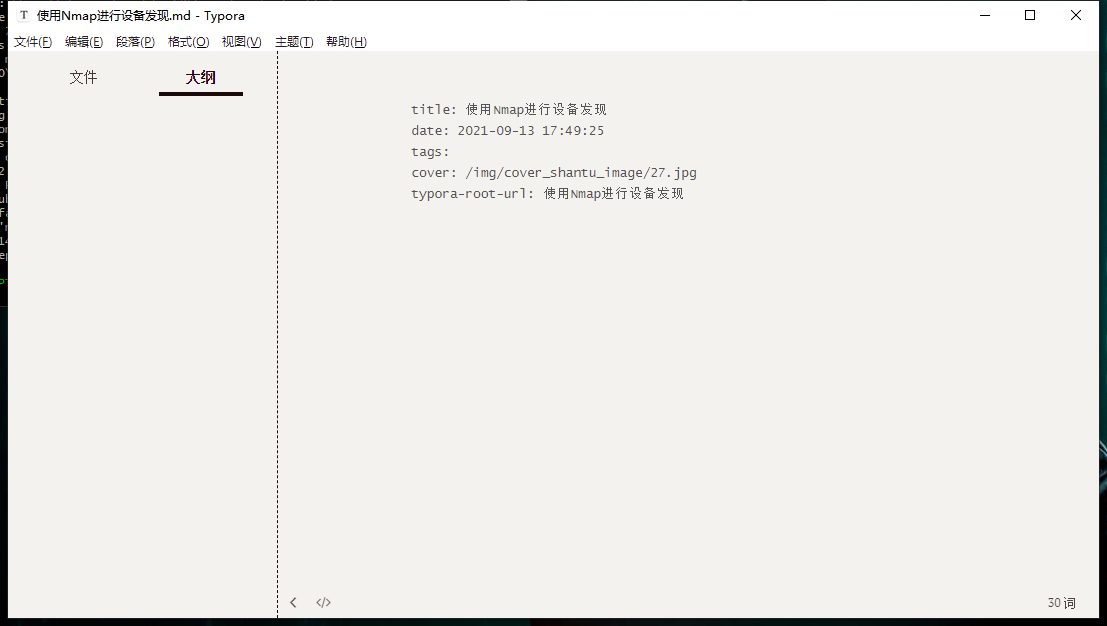 T 使用Nmap进行设备发现.md - Typora
文件(F) 编辑(E) 段落(P) 格式(O) 视图(V) 主题(T) 帮助(H)
文件 大纲
title: 使用Nmap进行设备发现
date: 2021-09-13 17:49:25
tags:
cover: /img/cover_shantu_image/27.jpg
typora-root-url: 使用Nmap进行设备发现
</> 30 词